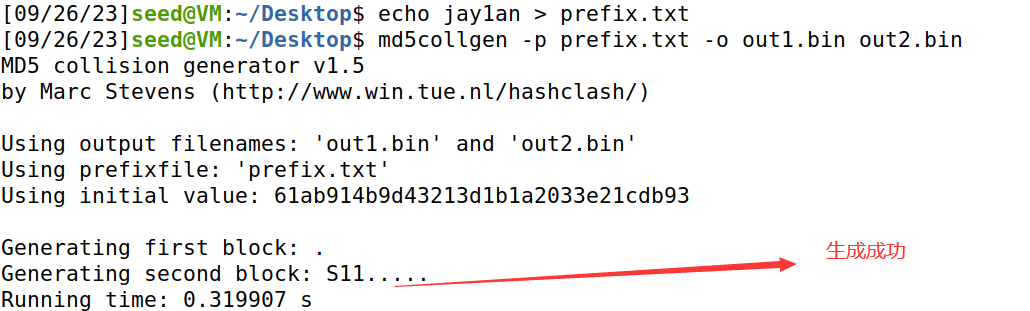 [09/26/23]seed@VM:~/Desktop$ echo jay1an > prefix.txt
[09/26/23]seed@VM:~/Desktop$ md5collgen -p prefix.txt -o out1.bin out2.bin
MD5 collision generator v1.5
by Marc Stevens (http://www.win.tue.nl/hashclash/)
Using output filenames: 'out1.bin' and 'out2.bin'
Using prefixfile: 'prefix.txt'
Using initial value: 61ab914b9d43213d1b1a2033e21cdb93
Generating first block: .
Generating second block: S11.....
生成成功
Running time: 0.319907 s